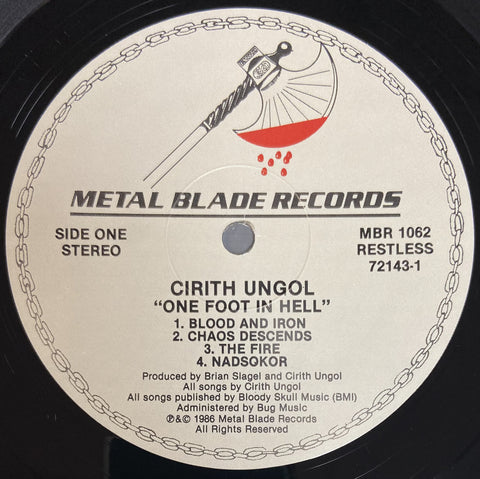 METAL BLADE RECORDS
SIDE ONE
STEREO
MBR 1062
RESTLESS
72143-1
CIRITH UNGOL
“ONE FOOT IN HELL”
1. BLOOD AND IRON
2. CHAOS DESCENDS
3. THE FIRE
4. NADSOKOR
Produced by Brian Slagel and Cirith Ungol
All songs by Cirith Ungol
All songs published by Bloody Skull Music (BMI)
Administered by Bug Music
℗&© 1986 Metal Blade Records
All Rights Reserved